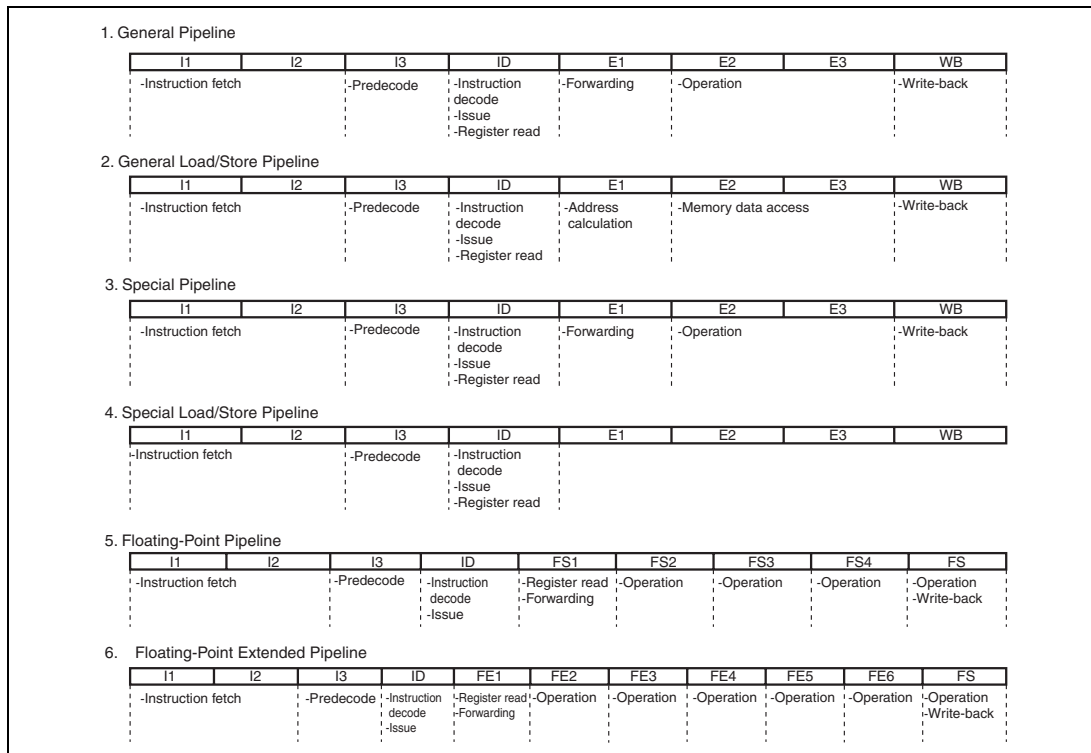 1. General Pipeline
I1 I2 I3 ID E1 E2 E3 WB
-Instruction fetch -Predecode -Instruction -Forwarding -Operation -Write-back
decode
-Issue
-Register read
2. General Load/Store Pipeline
I1 I2 I3 ID E1 E2 E3 WB
-Instruction fetch -Predecode -Instruction -Address -Memory data access -Write-back
decode calculation
-Issue
-Register read
3. Special Pipeline
I1 I2 I3 ID E1 E2 E3 WB
-Instruction fetch -Predecode -Instruction -Forwarding -Operation -Write-back
decode
-Issue
-Register read
4. Special Load/Store Pipeline
I1 I2 I3 ID E1 E2 E3 WB
-Instruction fetch -Predecode -Instruction
decode
-Issue
-Register read
5. Floating-Point Pipeline
I1 I2 I3 ID FS1 FS2 FS3 FS4 FS
-Instruction fetch -Predecode -Instruction -Register read -Operation -Operation -Operation -Operation
decode -Forwarding -Write-back
-Issue
6. Floating-Point Extended Pipeline
I1 I2 I3 ID FE1 FE2 FE3 FE4 FE5 FE6 FS
-Instruction fetch -Predecode -Instruction -Register read -Operation -Operation -Operation -Operation -Operation -Operation
decode -Forwarding -Write-back
-Issue